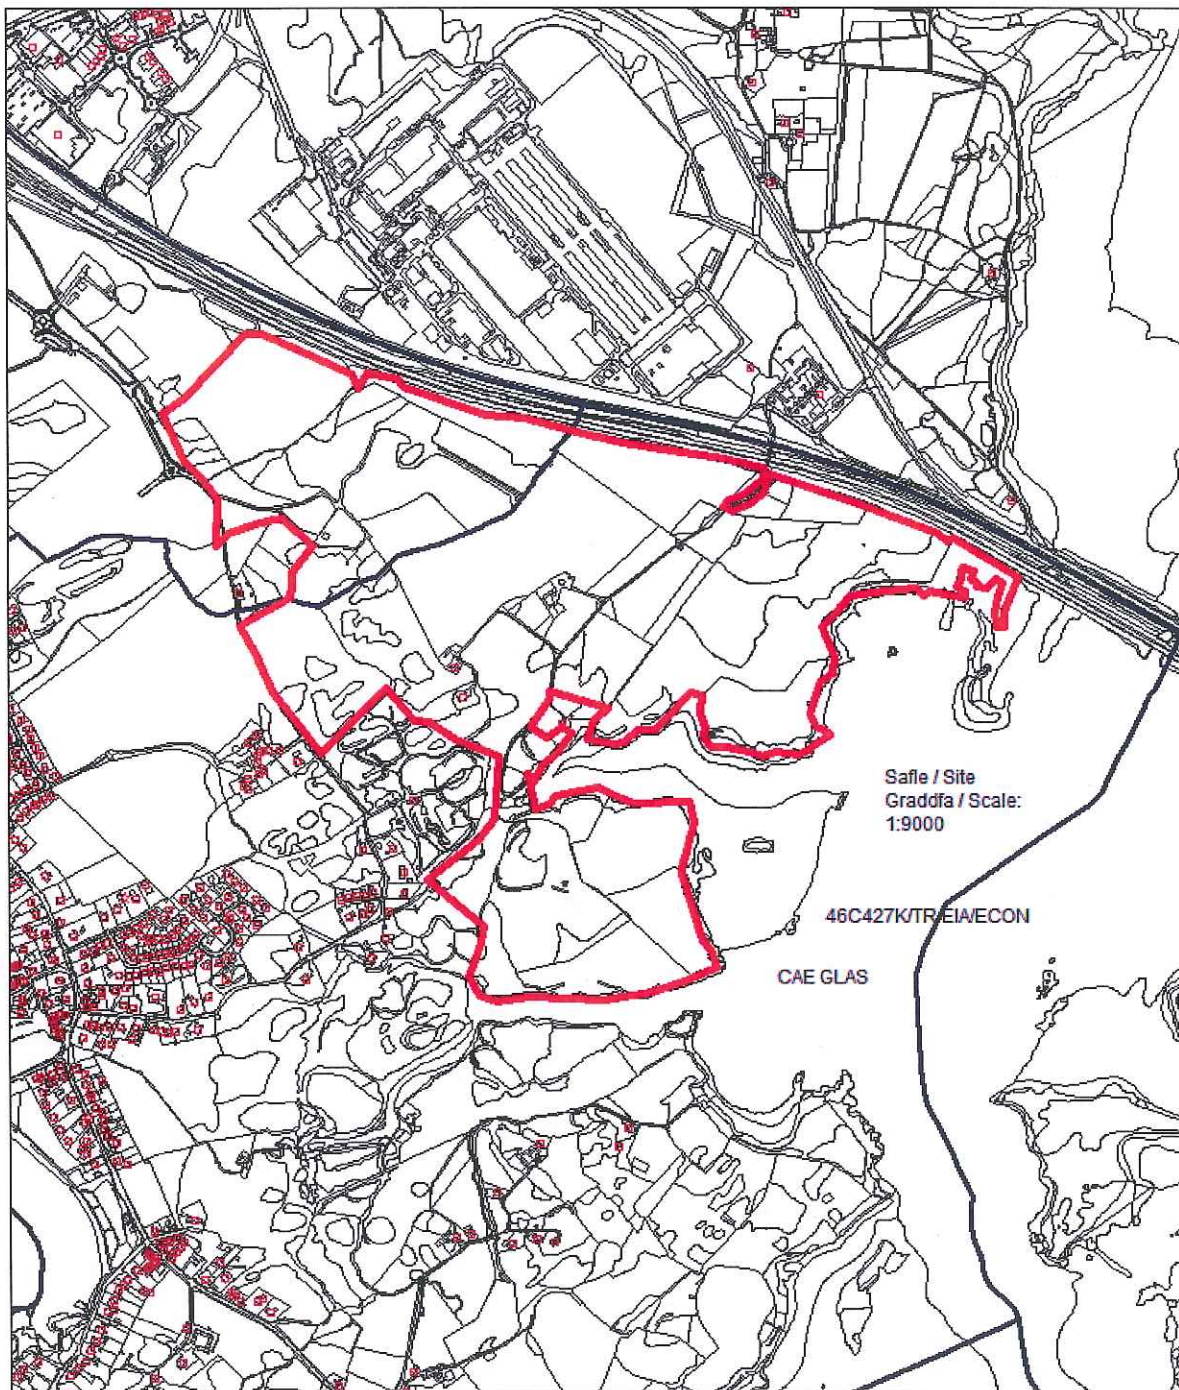 Safle / Site
Graddfa / Scale:
1:9000
46C427K/TR/EIA/ECON
CAE GLAS